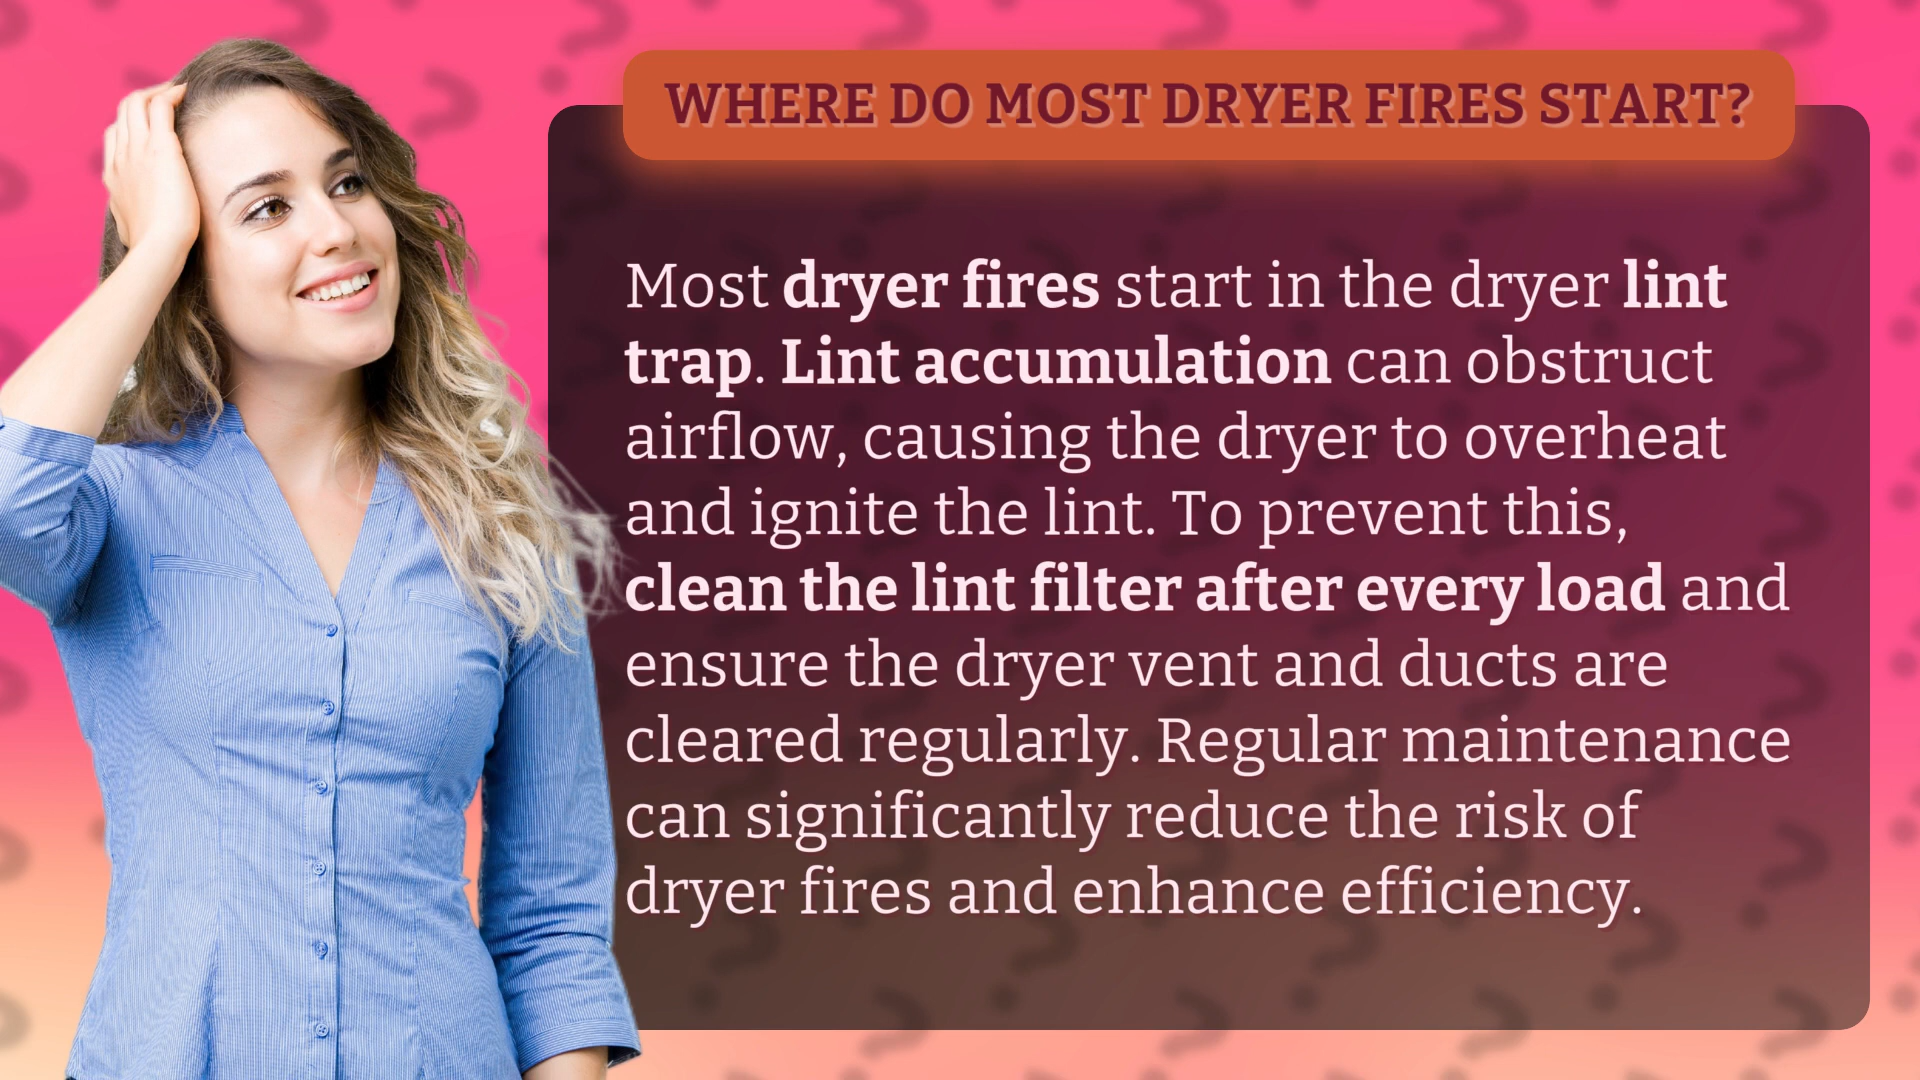 WHERE DO MOST DRYER FIRES START?
Most dryer fires start in the dryer lint
trap. Lint accumulation can obstruct
airflow, causing the dryer to overheat
and ignite the lint. To prevent this,
clean the lint filter after every load and
ensure the dryer vent and ducts are
cleared regularly. Regular maintenance
can significantly reduce the risk of
dryer fires and enhance efficiency.